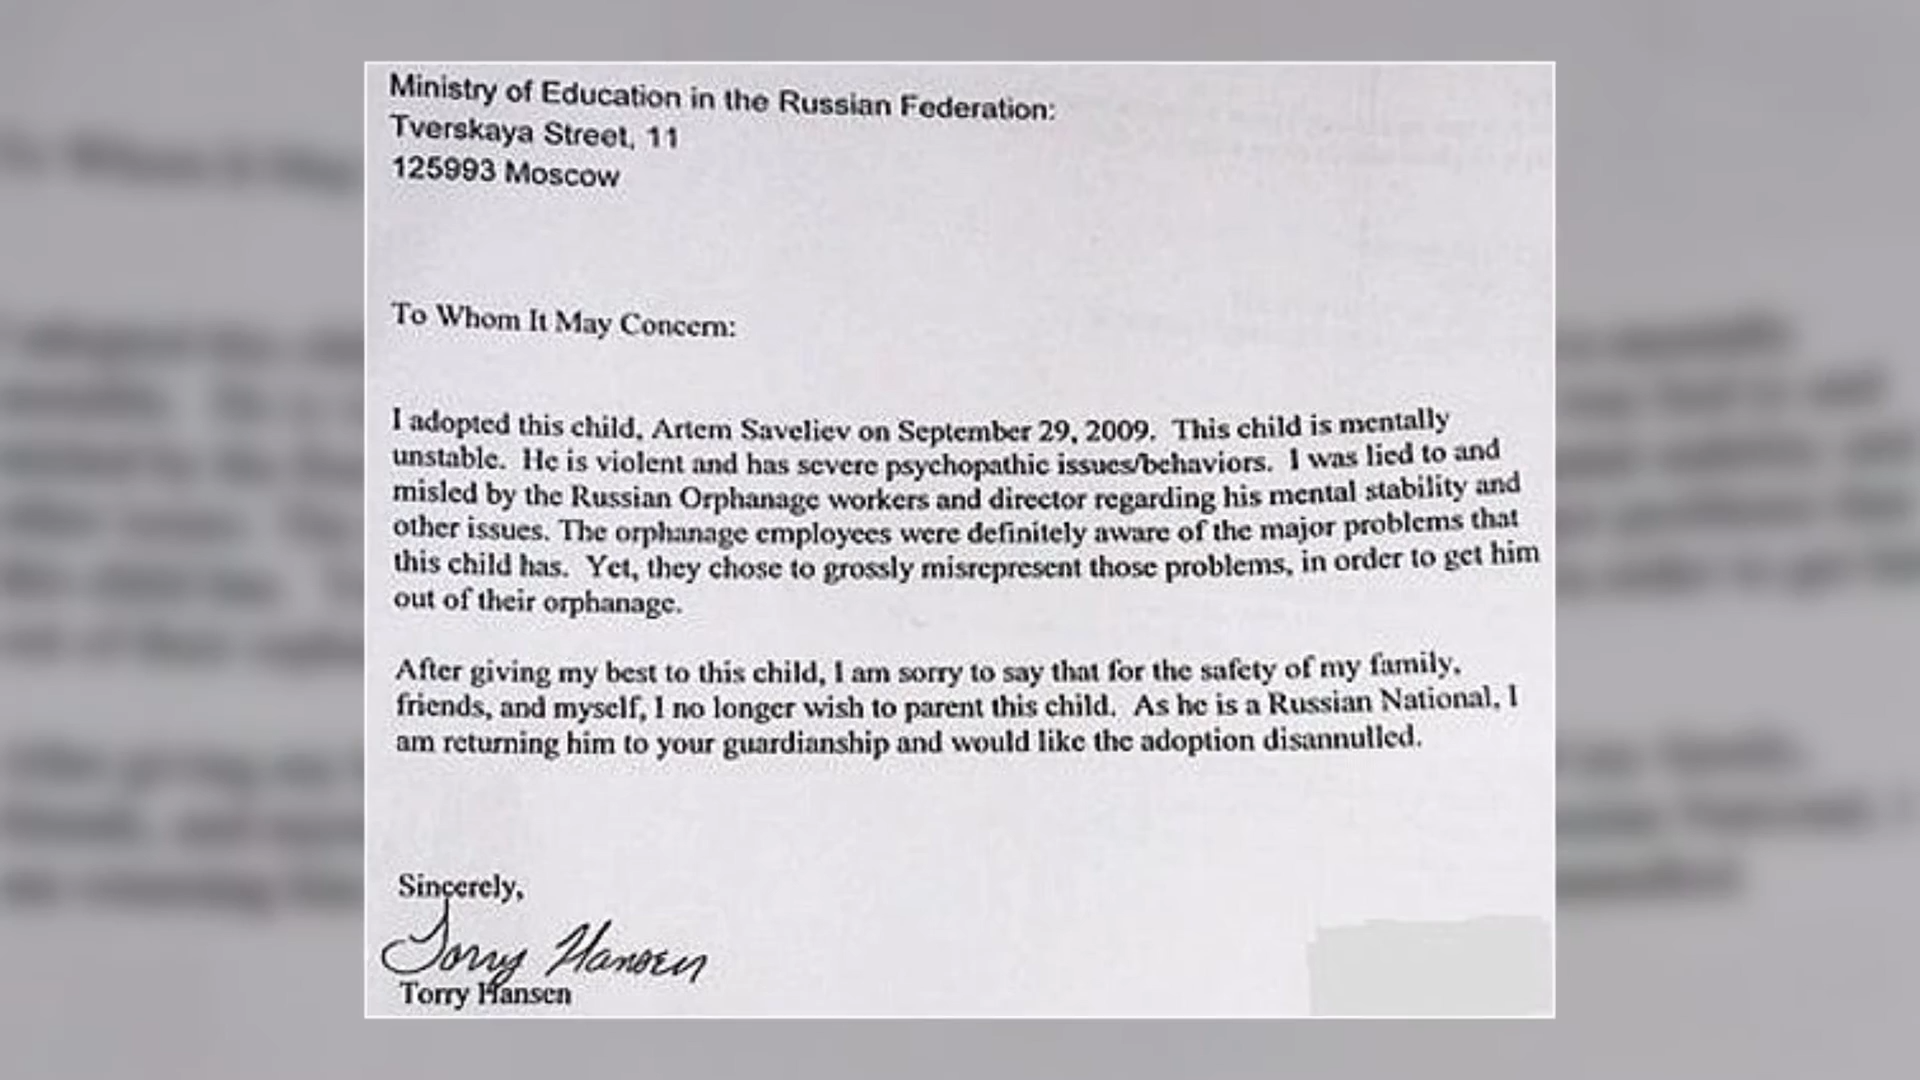 Ministry of Education in the Russian Federation:
Tverskaya Street, 11
125993 Moscow
To Whom It May Concern:
I adopted this child, Artem Saveliev on September 29, 2009. This child is mentally
unstable. He is violent and has severe psychopathic issues/behaviors. I was lied to and
misled by the Russian Orphanage workers and director regarding his mental stability and
other issues. The orphanage employees were definitely aware of the major problems that
this child has. Yet, they chose to grossly misrepresent those problems, in order to get him
out of their orphanage.
After giving my best to this child, I am sorry to say that for the safety of my family,
friends, and myself, I no longer wish to parent this child. As he is a Russian National, I
am returning him to your guardianship and would like the adoption disannulled.
Sincerely,
Torry Hansen
Torry Hansen